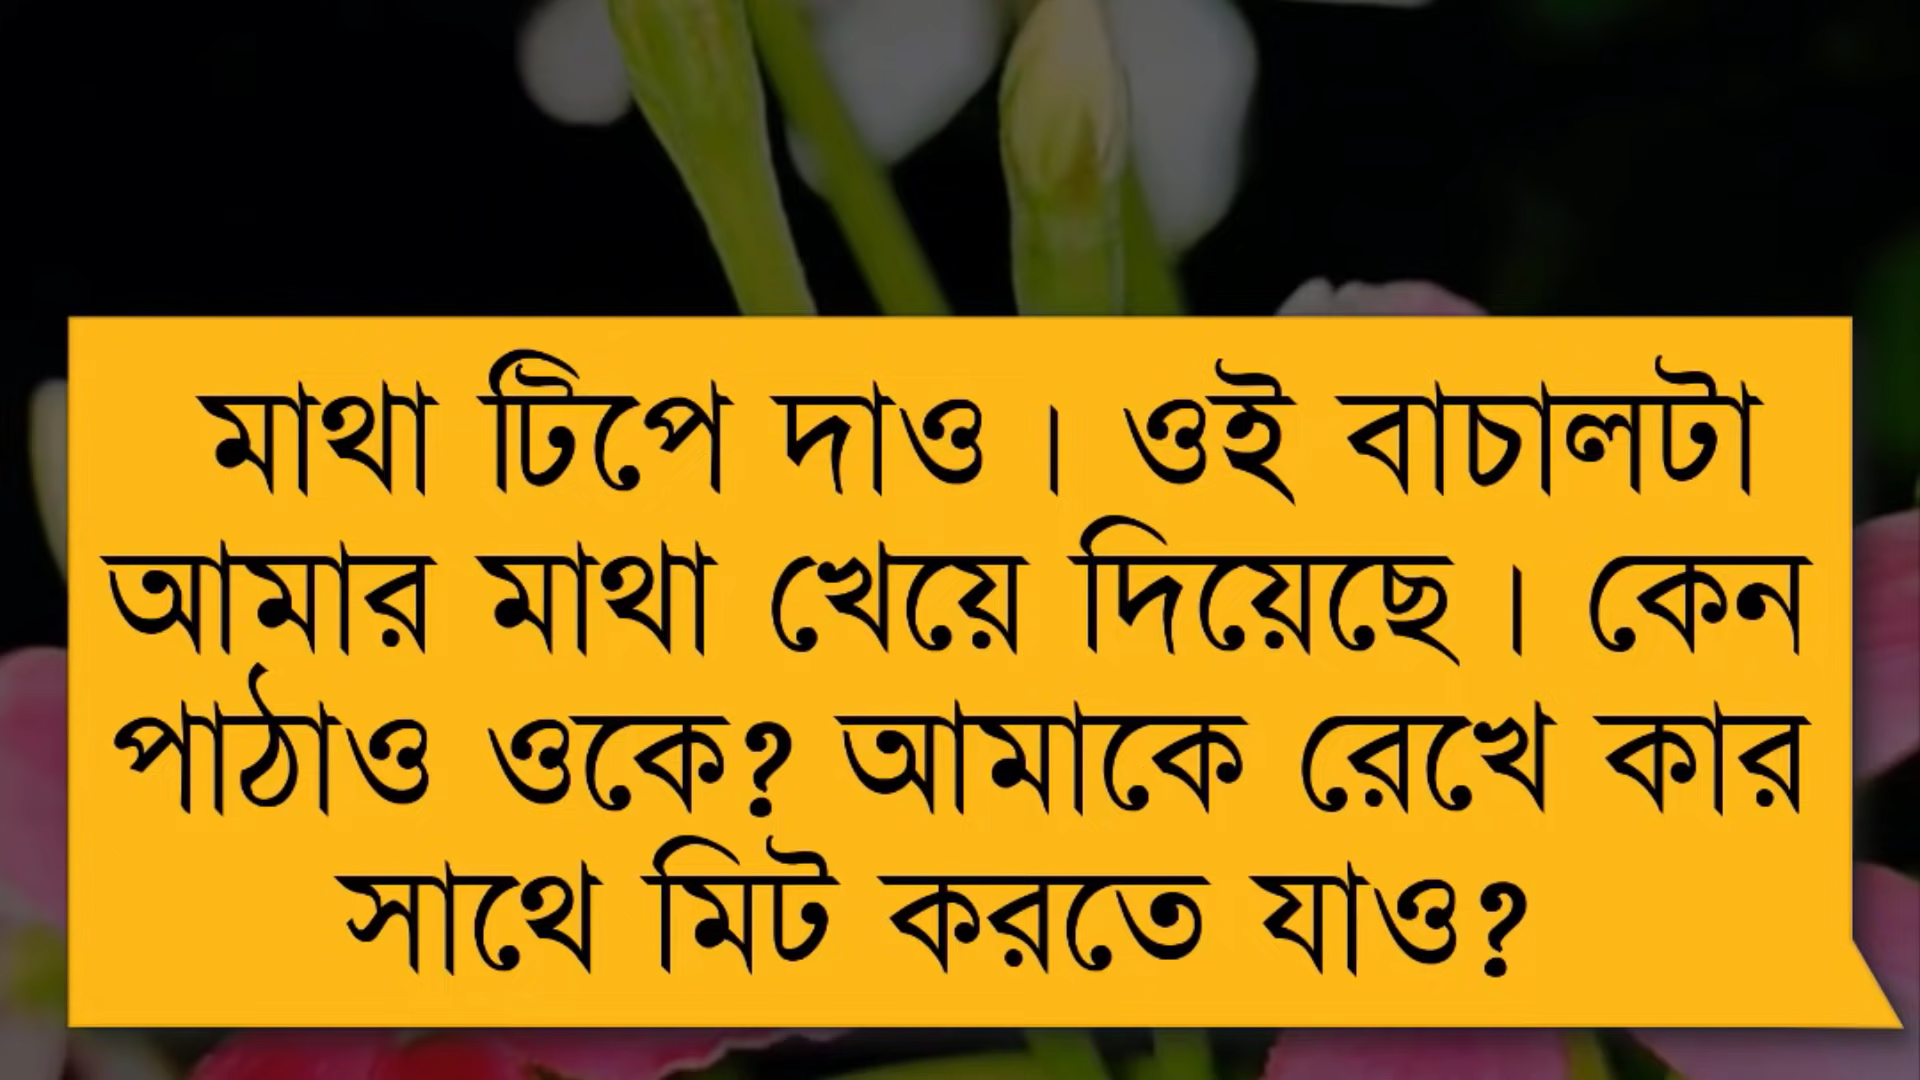 মাথা টিপে দাও। ওই বাচালটা
আমার মাথা খেয়ে দিয়েছে। কেন
পাঠাও ওকে? আমাকে রেখে কার
সাথে মিট করতে যাও?